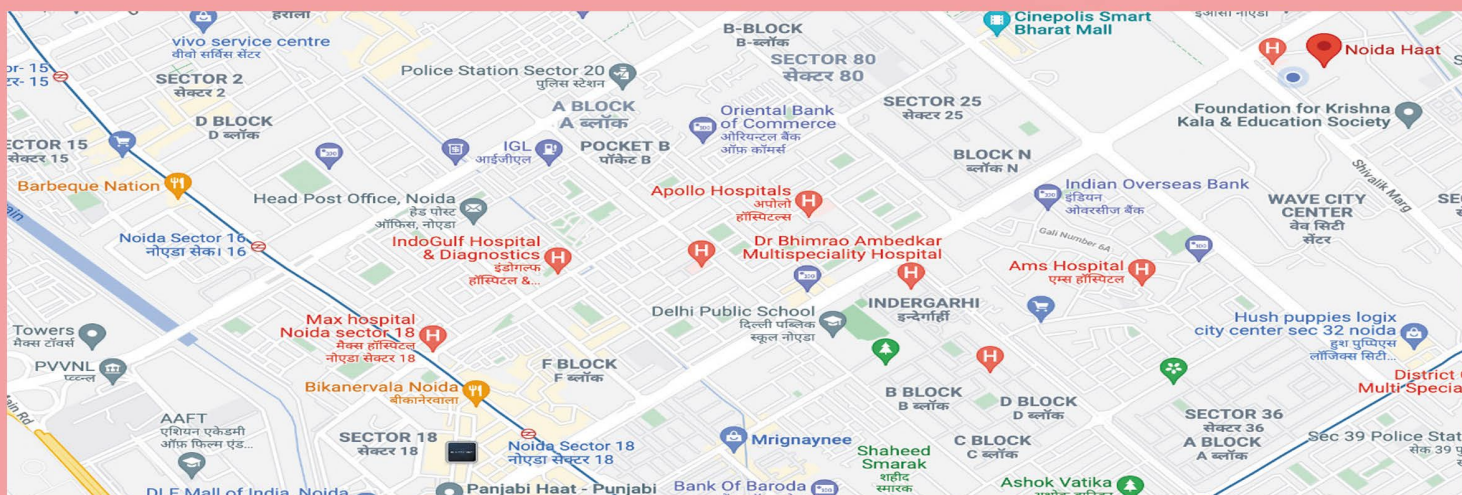 हरौला
vivo service centre
वीवो सर्विस सेंटर
SECTOR 2
सेक्टर 2
D BLOCK
D ब्लॉक
SECTOR 15
सेक्टर 15
Barbeque Nation
Noida Sector 16
नोएडा सेक। 16
Police Station Sector 20
पुलिस स्टेशन
A BLOCK
A ब्लॉक
IGL
आईजीएल
POCKET B
पॉकेट B
Head Post Office, Noida
हेड पोस्ट
ऑफिस, नोएडा
IndoGulf Hospital
& Diagnostics
इंडोगल्फ
हॉस्पिटल &...
B-BLOCK
B-ब्लॉक
SECTOR 80
सेक्टर 80
Oriental Bank
of Commerce
ओरियन्टल बैंक
ऑफ़ कॉमर्स
Apollo Hospitals
अपोलो
हॉस्पिटल्स
Dr Bhimrao Ambedkar
Multispeciality Hospital
Cinepolis Smart
Bharat Mall
SECTOR 25
सेक्टर 25
BLOCK N
ब्लॉक N
Indian Overseas Bank
इंडियन
ओवरसीज बैंक
Gali Number 6A
Ams Hospital
एम्स हॉस्पिटल
Noida Haat
Foundation for Krishna
Kala & Education Society
Shivalik Marg
WAVE CITY
CENTER
वेव सिटी
सेंटर
Hush puppies logix
city center sec 32 noida
हुश पुप्पिएस
लॉजिक्स सिटी...
Towers
मैक्स टॉवर्स
PVVNL
AAFT
एशियन एकेडमी
ऑफ़ फिल्म एंड...
DLF Mall of India, Noida
Max hospital
Noida sector 18
मैक्स हॉस्पिटल
नोएडा सेक्टर 18
Bikanervala Noida
बीकानेरवाला
SECTOR 18
सेक्टर 18
Noida Sector 18
नोएडा सेक्टर 18
Panjabi Haat - Punjabi
F BLOCK
F ब्लॉक
Delhi Public School
दिल्ली पब्लिक
स्कूल नोएडा
INDERGARHI
इन्देर्गार्ही
Mrignaynee
Bank Of Baroda
B BLOCK
B ब्लॉक
Shaheed
Smarak
शहीद
स्मारक
C BLOCK
C ब्लॉक
D BLOCK
D ब्लॉक
Ashok Vatika
SECTOR 36
सेक्टर 36
A BLOCK
A ब्लॉक
District
Multi Specia
Sec 39 Police Stat
सेक 39